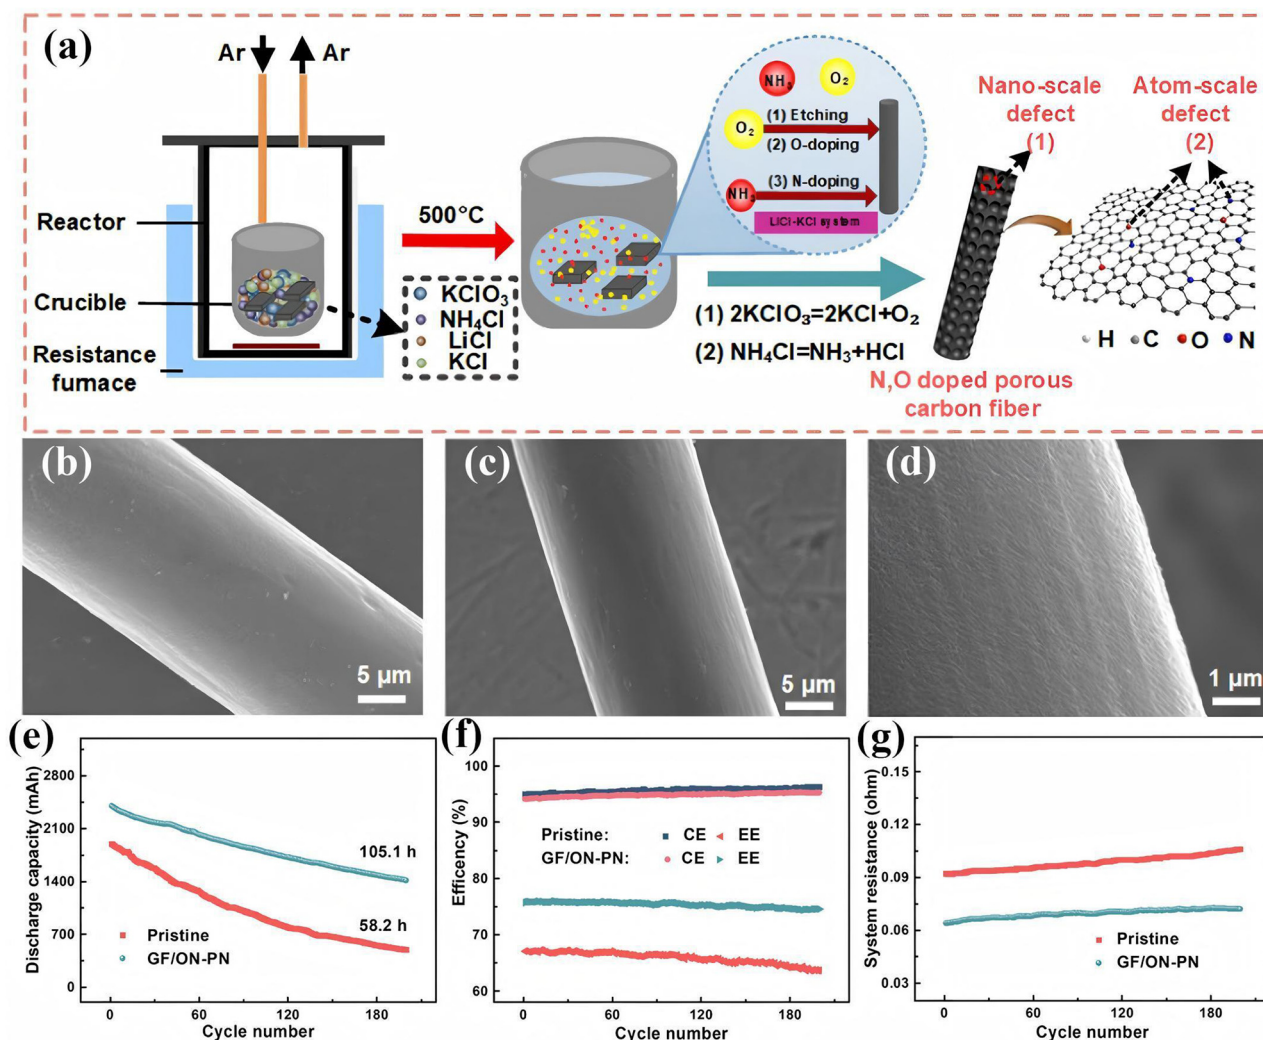 (a)
Ar
Ar
Reactor
Crucible
Resistance
furnace
500°C
KClO₃
NH₄Cl
LiCl
KCl
NH₃
O₂
O₂
(1) Etching
(2) O-doping
(3) N-doping
NH₃
LiCl-KCl system
(1) 2KClO₃=2KCl+O₂
(2) NH₄Cl=NH₃+HCl
Nano-scale
defect
(1)
Atom-scale
defect
(2)
H
C
O
N
N,O doped porous
carbon fiber
(b)
5 μm
(c)
5 μm
(d)
1 μm
(e)
Discharge capacity (mAh)
2800
2100
1400
700
0
105.1 h
58.2 h
Pristine
GF/ON-PN
0
60
120
180
Cycle number
(f)
Efficency (%)
100
95
90
85
80
75
70
65
60
Pristine: CE EE
GF/ON-PN: CE EE
0
60
120
180
Cycle number
(g)
System resistance (ohm)
0.15
0.12
0.09
0.06
0.03
Pristine
GF/ON-PN
0
60
120
180
Cycle number